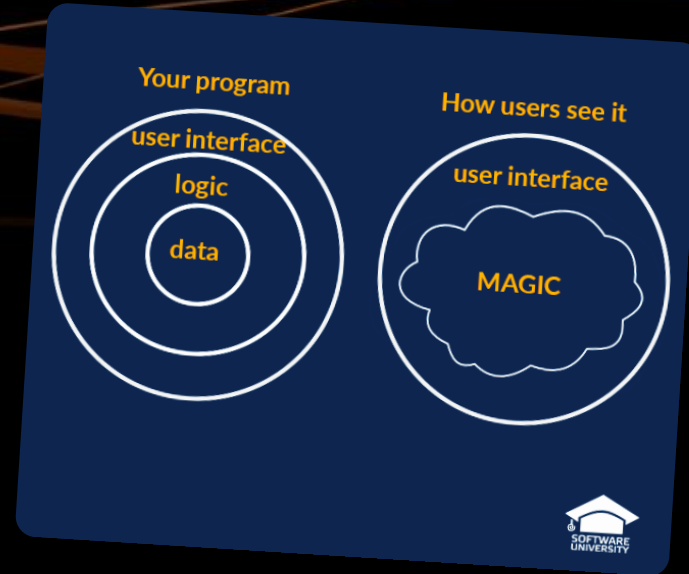 Your program
user interface
logic
data
How users see it
user interface
MAGIC
SOFTWARE
UNIVERSITY